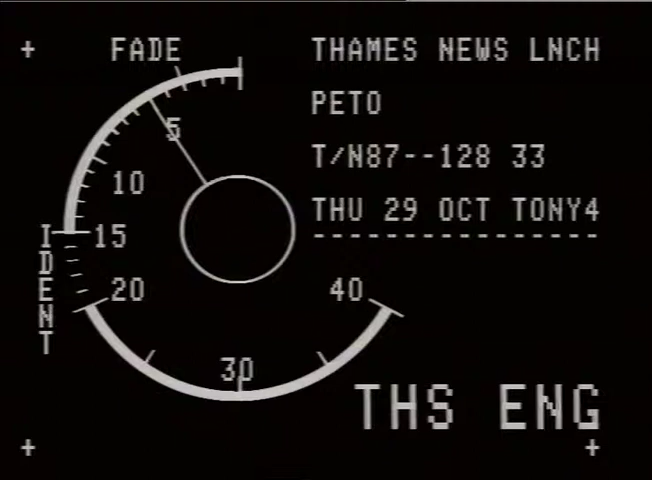 FADE
THAMES NEWS LNCH
PETO
T/N87--128 33
THU 29 OCT TONY4
----------------
5
10
15
20
30
40
IDENT
THS ENG